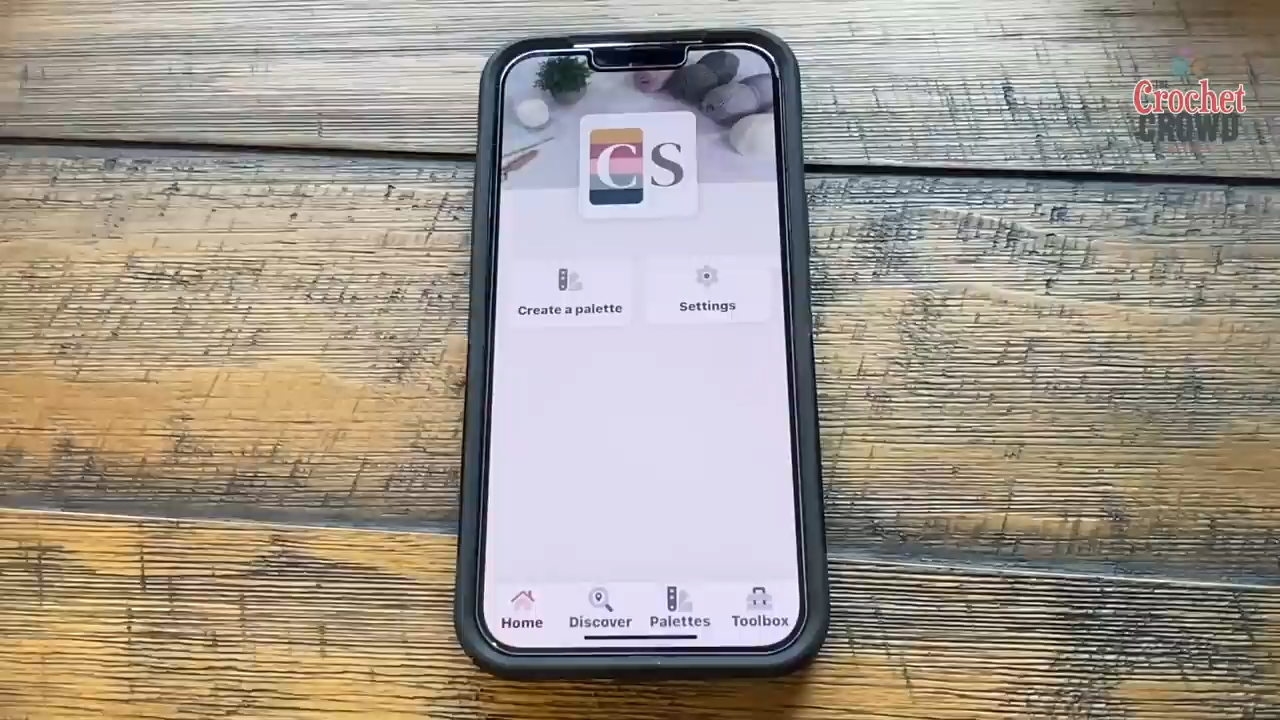 Crochet
CROWD
CS
Create a palette
Settings
Home
Discover
Palettes
Toolbox